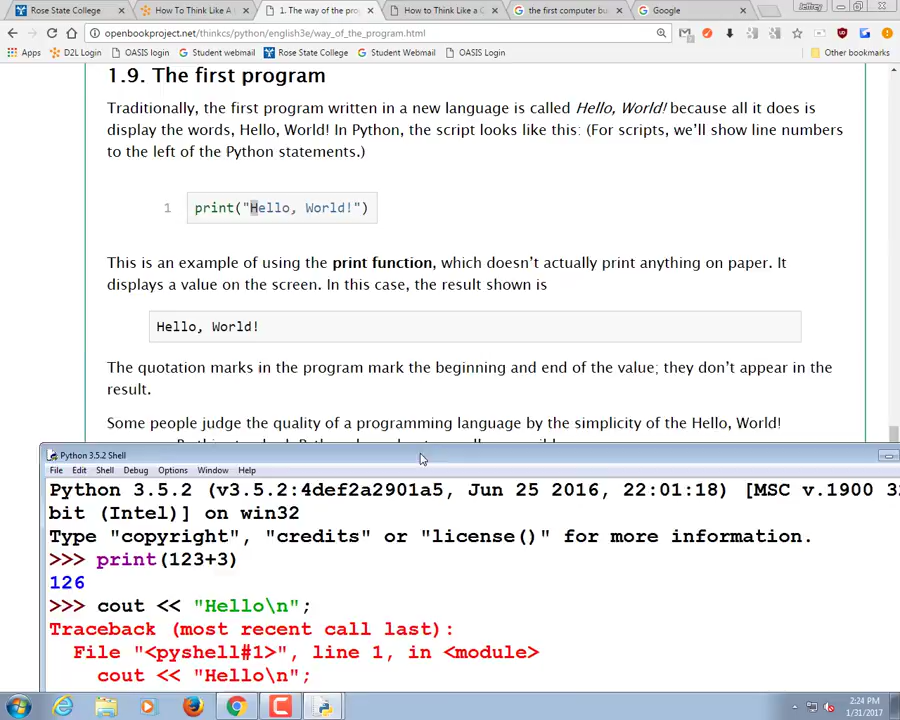 Rose State College
How To Think Like A
1. The way of the pro
How to Think Like a C
the first computer bu
Google
Jeffrey
openbookproject.net/thinkcs/python/english3e/way_of_the_program.html
Apps
D2L Login
OASIS login
Student webmail
Rose State College
Student Webmail
OASIS Login
Other bookmarks
1.9. The first program
Traditionally, the first program written in a new language is called Hello, World! because all it does is
display the words, Hello, World! In Python, the script looks like this: (For scripts, we’ll show line numbers
to the left of the Python statements.)
1 print("Hello, World!")
This is an example of using the print function, which doesn’t actually print anything on paper. It
displays a value on the screen. In this case, the result shown is
Hello, World!
The quotation marks in the program mark the beginning and end of the value; they don’t appear in the
result.
Some people judge the quality of a programming language by the simplicity of the Hello, World!
Python 3.5.2 Shell
File Edit Shell Debug Options Window Help
Python 3.5.2 (v3.5.2:4def2a2901a5, Jun 25 2016, 22:01:18) [MSC v.1900 32
bit (Intel)] on win32
Type "copyright", "credits" or "license()" for more information.
>>> print(123+3)
126
>>> cout << "Hello\n";
Traceback (most recent call last):
File "<pyshell#1>", line 1, in <module>
cout << "Hello\n";
2:24 PM
1/31/2017